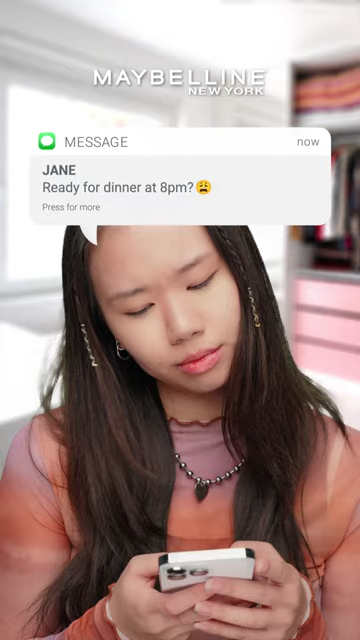 MAYBELLINE
NEW YORK
MESSAGE
now
JANE
Ready for dinner at 8pm?😩
Press for more